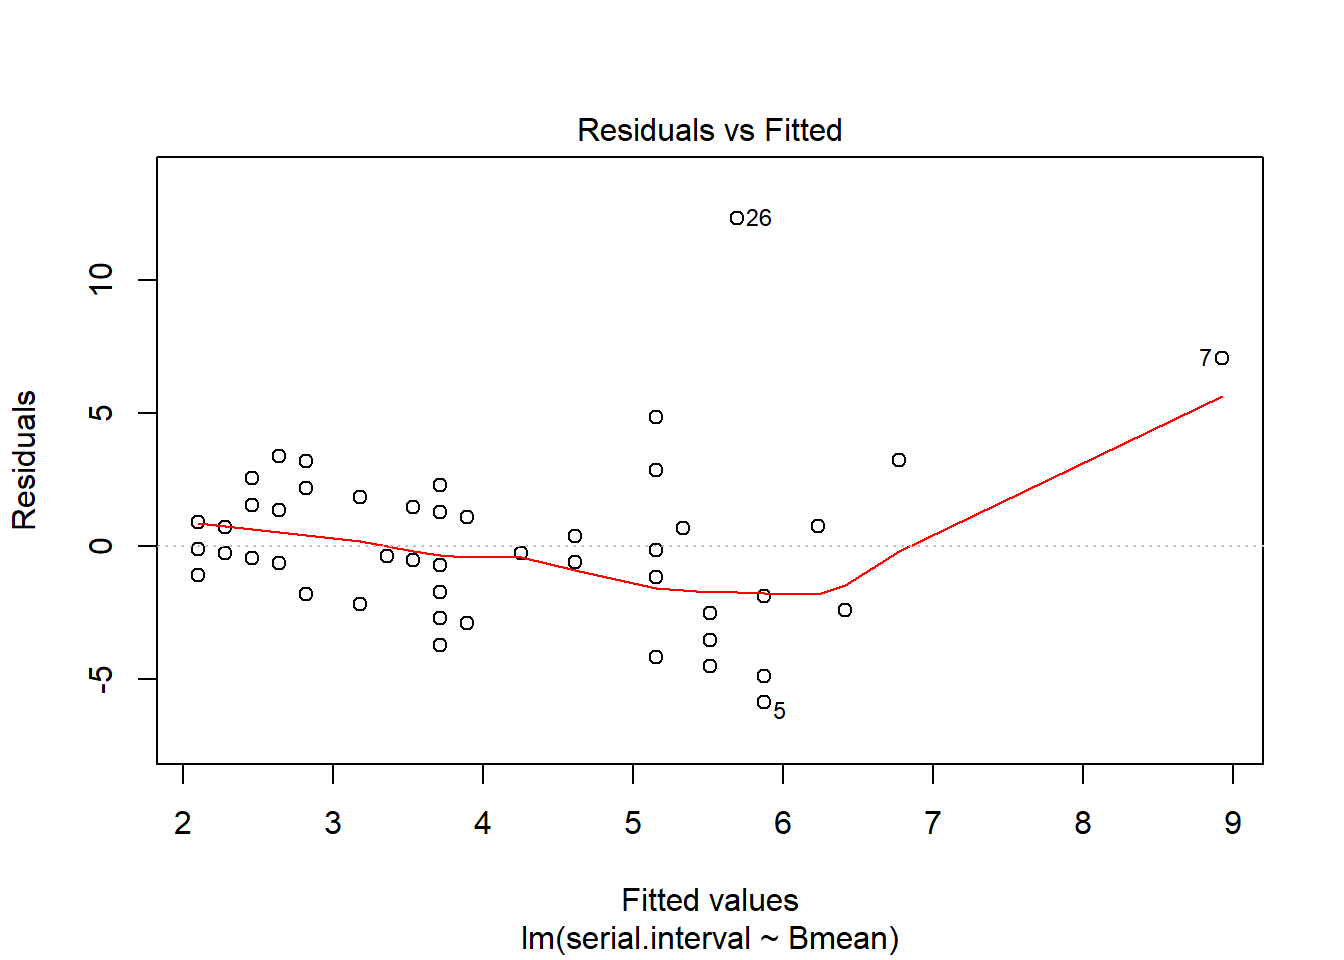 Residuals vs Fitted
26
7
5
Residuals
10
5
0
-5
2 3 4 5 6 7 8 9
Fitted values
lm(serial.interval ~ Bmean)